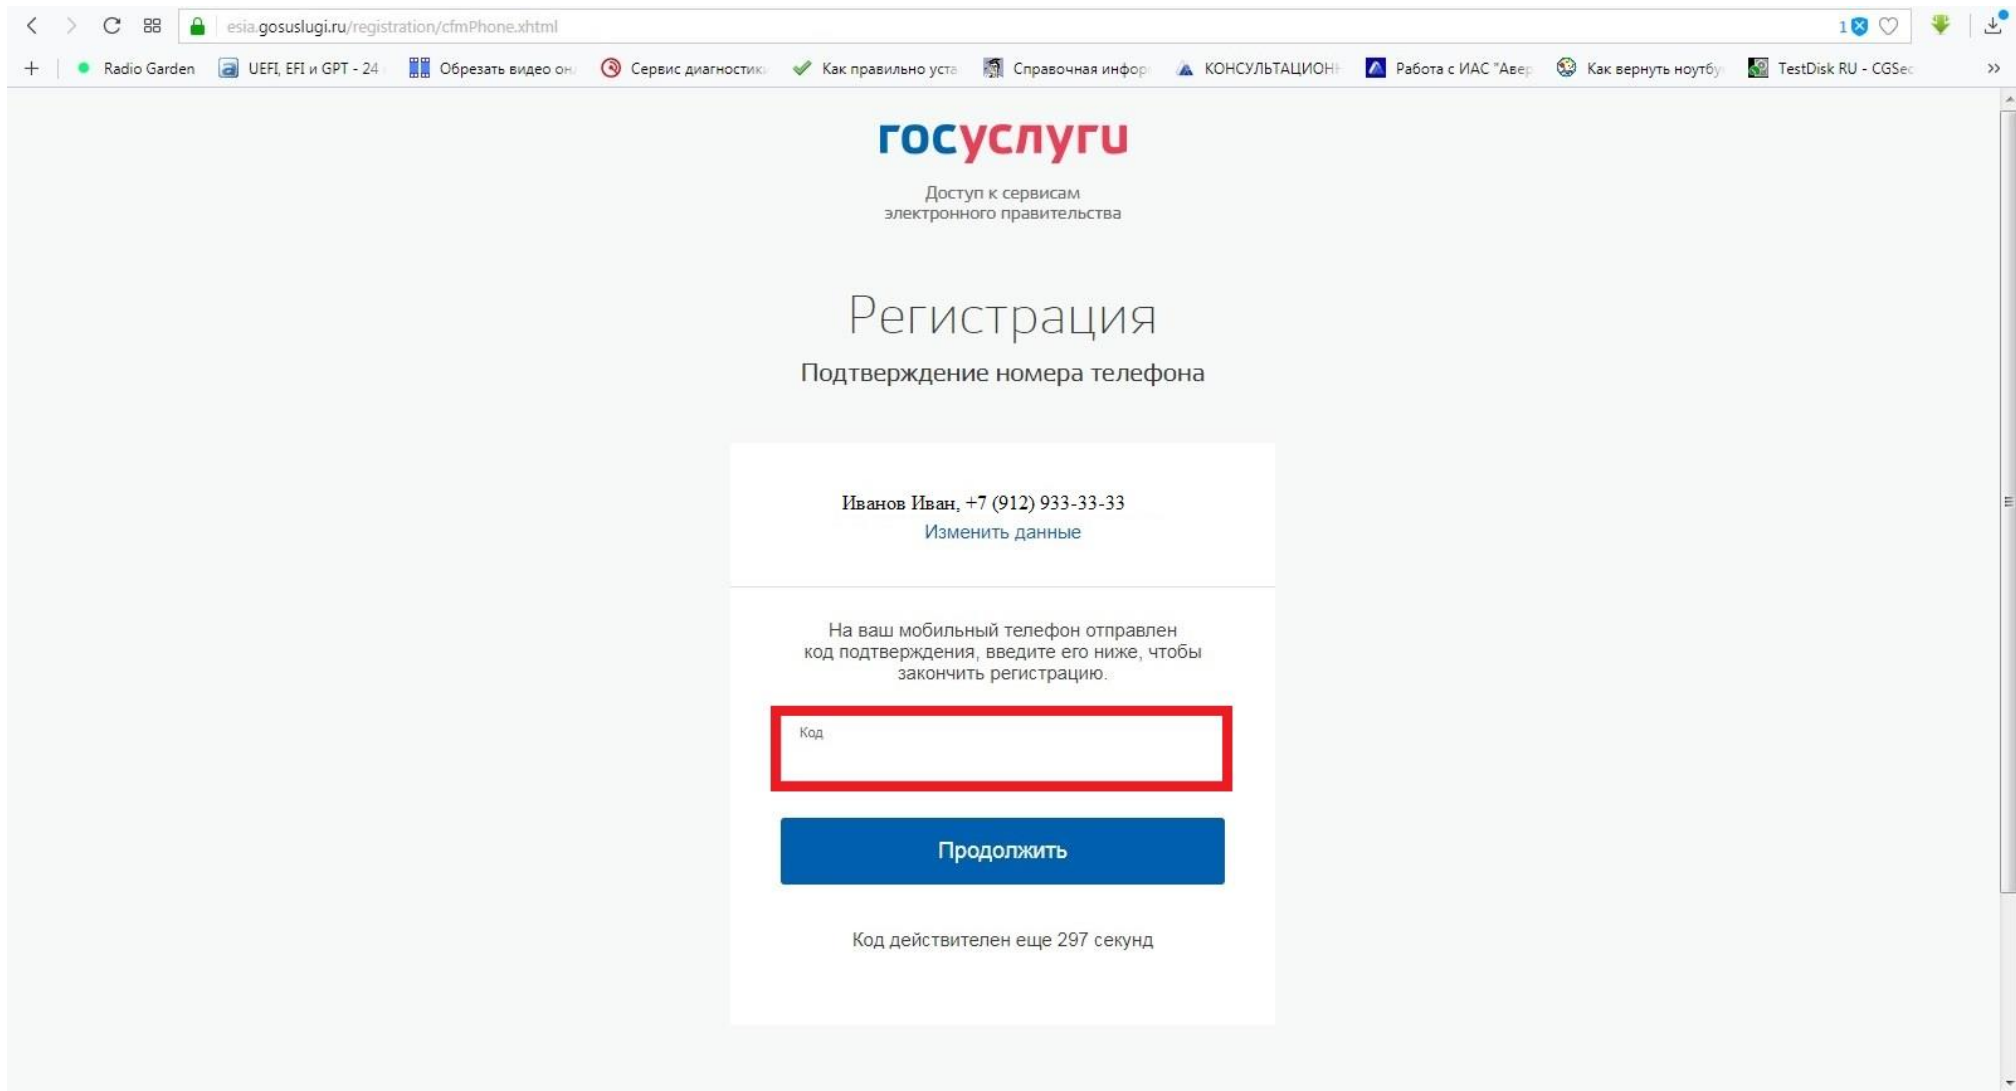 esia.gosuslugi.ru/registration/cfmPhone.xhtml
1
Radio Garden
UEFI, EFI и GPT - 24
Обрезать видео он
Сервис диагностик
Как правильно уста
Справочная инфор
КОНСУЛЬТАЦИОН
Работа с ИАС "Авер
Как вернуть ноутбу
TestDisk RU - CGSec
госуслуги
Доступ к сервисам
электронного правительства
Регистрация
Подтверждение номера телефона
Иванов Иван, +7 (912) 933-33-33
Изменить данные
На ваш мобильный телефон отправлен
код подтверждения, введите его ниже, чтобы
закончить регистрацию.
Код
Продолжить
Код действителен еще 297 секунд